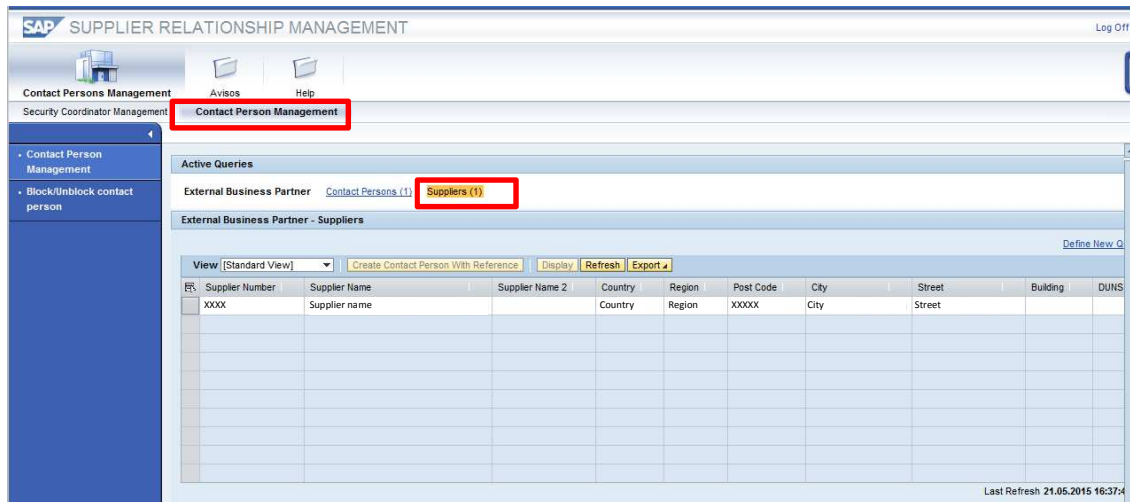 SAP SUPPLIER RELATIONSHIP MANAGEMENT Log Off
Contact Persons Management Avisos Help
Security Coordinator Management Contact Person Management
Contact Person
Management
Block/Unblock contact
person
Active Queries
External Business Partner Contact Persons (1) Suppliers (1)
External Business Partner - Suppliers
Define New Q
View [Standard View] Create Contact Person With Reference Display Refresh Export
Supplier Number Supplier Name Supplier Name 2 Country Region Post Code City Street Building DUNS
XXXX Supplier name Country Region XXXXX City Street
Last Refresh 21.05.2015 16:37:4